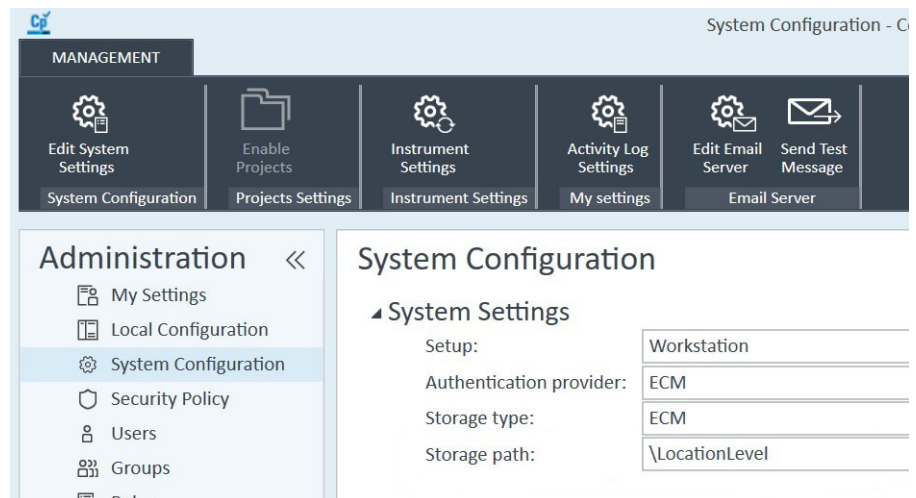 Cp
System Configuration - C
MANAGEMENT
Edit System
Settings
Enable
Projects
Instrument
Settings
Activity Log
Settings
Edit Email
Server
Send Test
Message
System Configuration
Projects Settings
Instrument Settings
My settings
Email Server
Administration
My Settings
Local Configuration
System Configuration
Security Policy
Users
Groups
System Configuration
System Settings
Setup: Workstation
Authentication provider: ECM
Storage type: ECM
Storage path: \LocationLevel